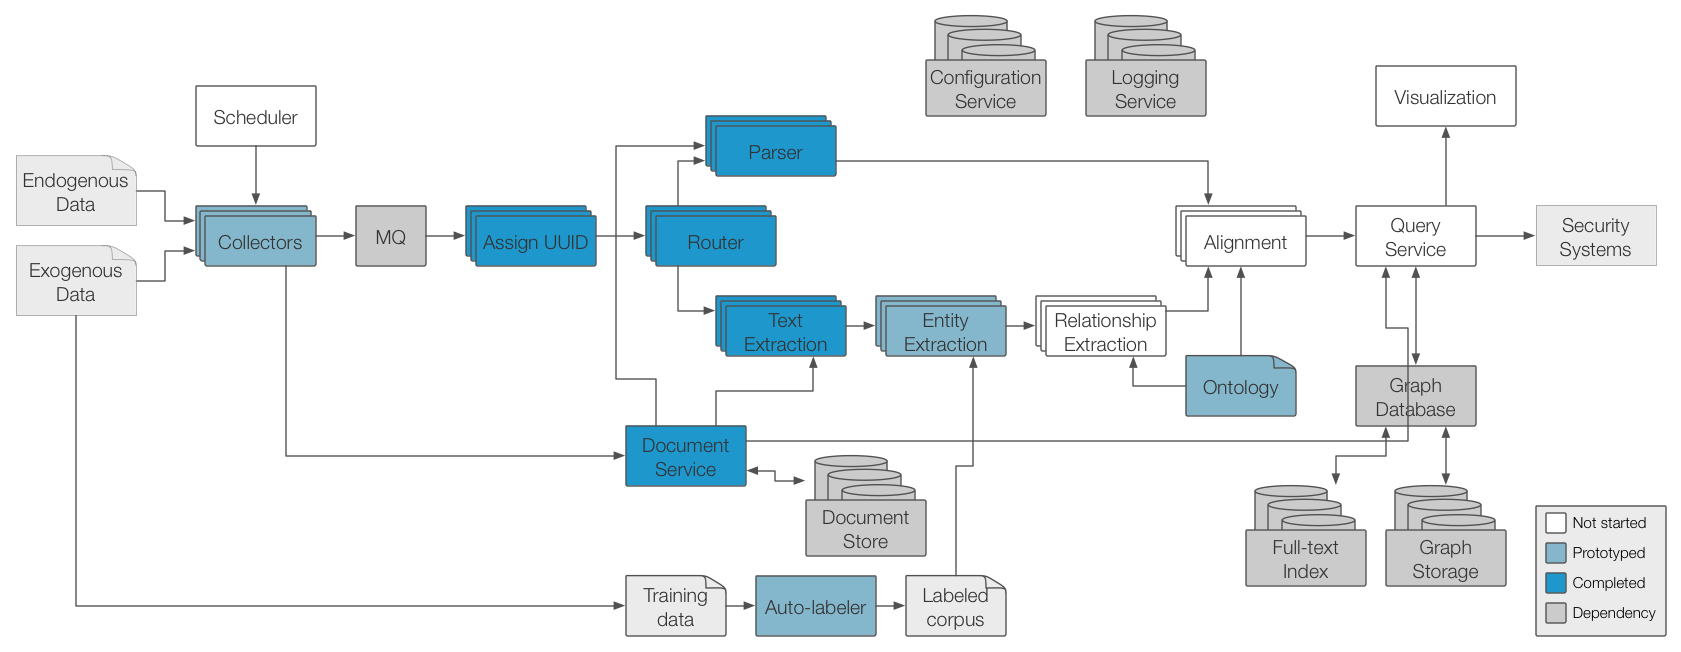 Configuration
Service
Logging
Service
Visualization
Scheduler
Parser
Endogenous
Data
Exogenous
Data
Collectors
MQ
Assign UUID
Router
Alignment
Query
Service
Security
Systems
Text
Extraction
Entity
Extraction
Relationship
Extraction
Ontology
Graph
Database
Document
Service
Document
Store
Full-text
Index
Graph
Storage
Training
data
Auto-labeler
Labeled
corpus
Not started
Prototyped
Completed
Dependency